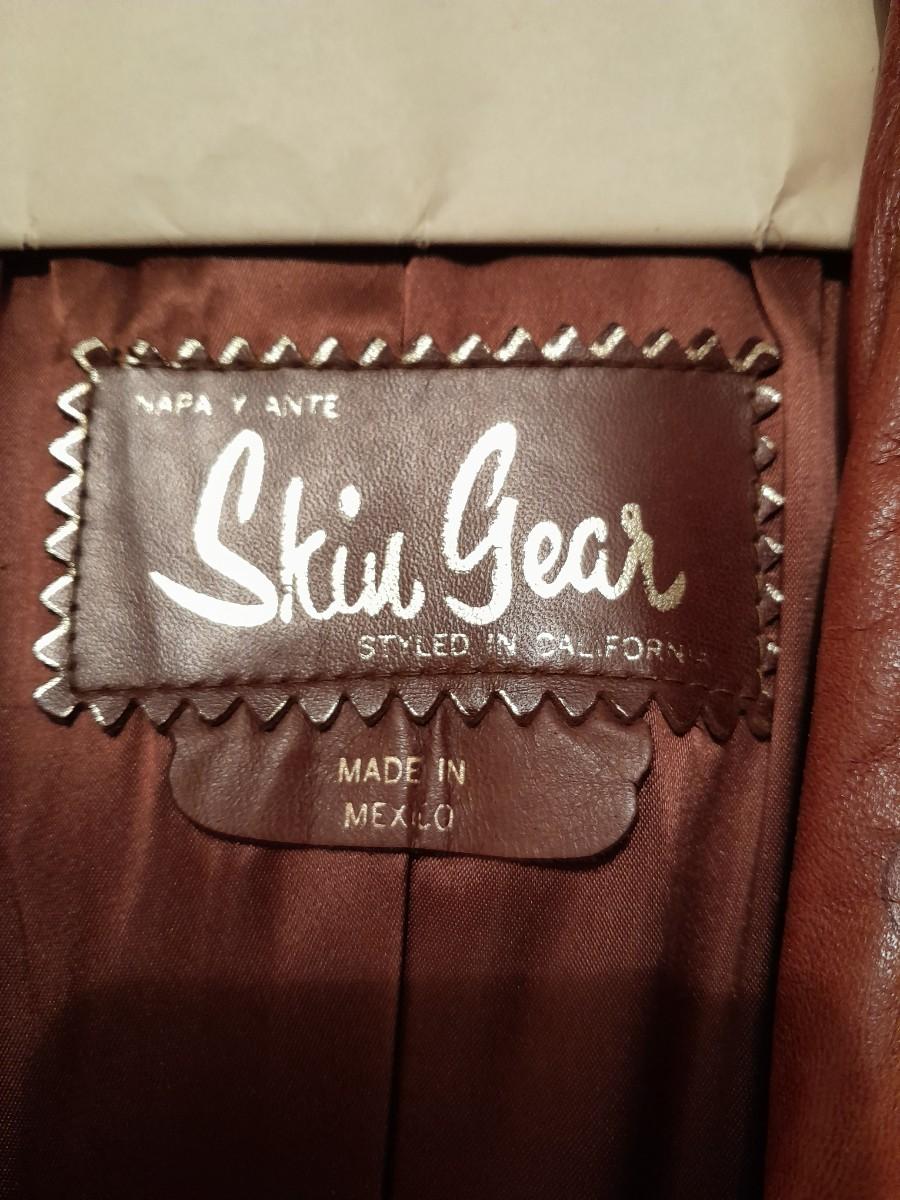 NAPA Y ANTE
Skin Gear
STYLED IN CALIFORNIA
MADE IN
MEXICO